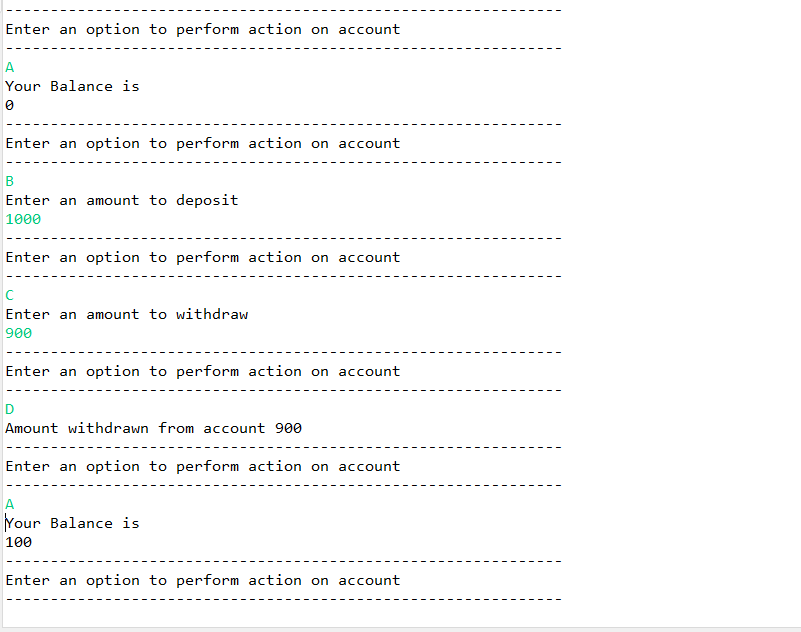 --------------------------------------------------------------
Enter an option to perform action on account
--------------------------------------------------------------
A
Your Balance is
0
--------------------------------------------------------------
Enter an option to perform action on account
--------------------------------------------------------------
B
Enter an amount to deposit
1000
--------------------------------------------------------------
Enter an option to perform action on account
--------------------------------------------------------------
C
Enter an amount to withdraw
900
--------------------------------------------------------------
Enter an option to perform action on account
--------------------------------------------------------------
D
Amount withdrawn from account 900
--------------------------------------------------------------
Enter an option to perform action on account
--------------------------------------------------------------
A
Your Balance is
100
--------------------------------------------------------------
Enter an option to perform action on account
--------------------------------------------------------------